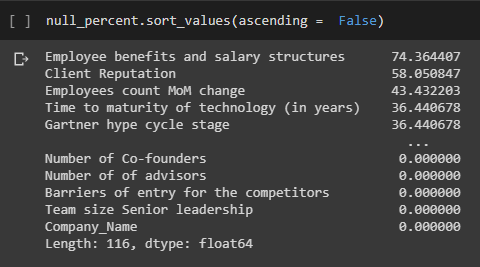 [ ] null_percent.sort_values(ascending =  False)
Employee benefits and salary structures 74.364407
Client Reputation 58.050847
Employees count MoM change 43.432203
Time to maturity of technology (in years) 36.440678
Gartner hype cycle stage 36.440678
...
Number of Co-founders 0.000000
Number of of advisors 0.000000
Barriers of entry for the competitors 0.000000
Team size Senior leadership 0.000000
Company_Name 0.000000
Length: 116, dtype: float64